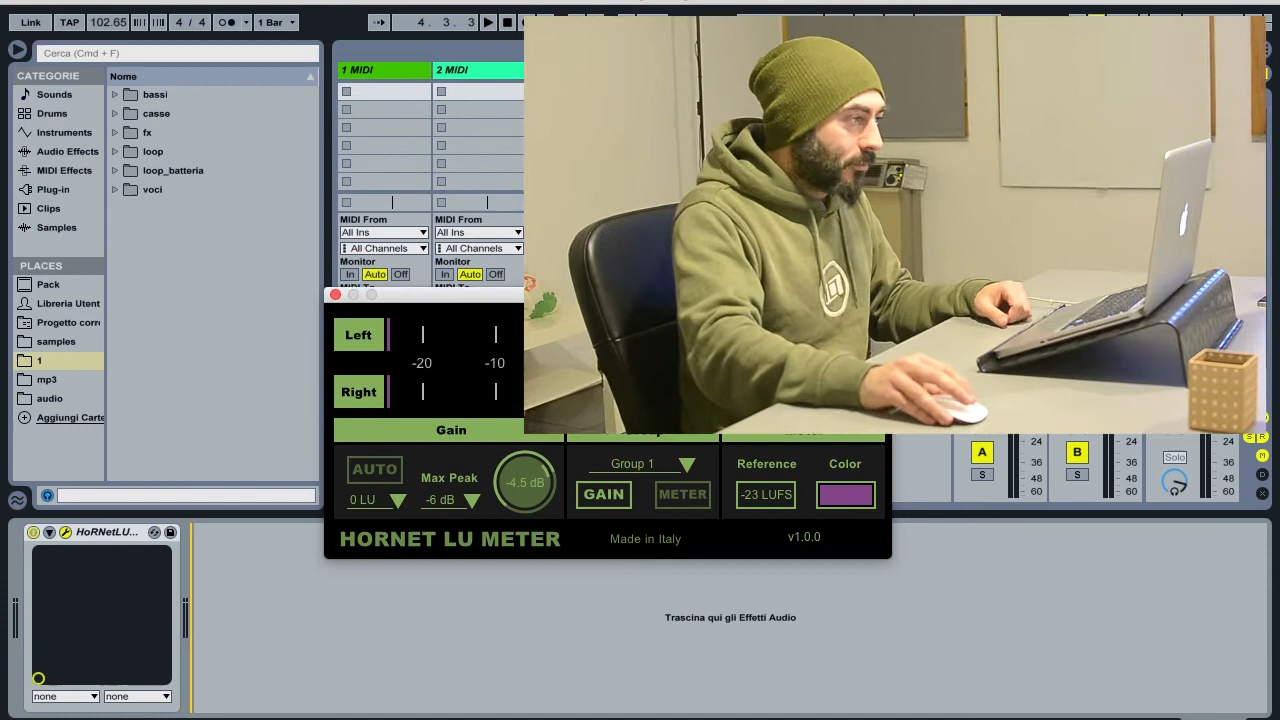 Link TAP 102.65 4 / 4 1 Bar 4 . 3 . 3
Cerca (Cmd + F)
CATEGORIE
Sounds
Drums
Instruments
Audio Effects
MIDI Effects
Plug-in
Clips
Samples
PLACES
Pack
Libreria Utent
Progetto corre
samples
1
mp3
audio
Aggiungi Carte
Nome
bassi
casse
fx
loop
loop_batteria
voci
1 MIDI 2 MIDI
MIDI From MIDI From
All Ins All Ins
All Channels All Channels
Monitor Monitor
In Auto Off In Auto Off
Left
-20 -10
Right
Gain
AUTO
0 LU
Max Peak
-6 dB
-4.5 dB
Group 1
GAIN METER
Reference Color
-23 LUFS
HORNET LU METER Made in Italy v1.0.0
A B Solo
S S
24 24 24
36 36 36
48 48 48
60 60 60
S R
M
D
X
HoRNetLU...
none none
Trascina qui gli Effetti Audio